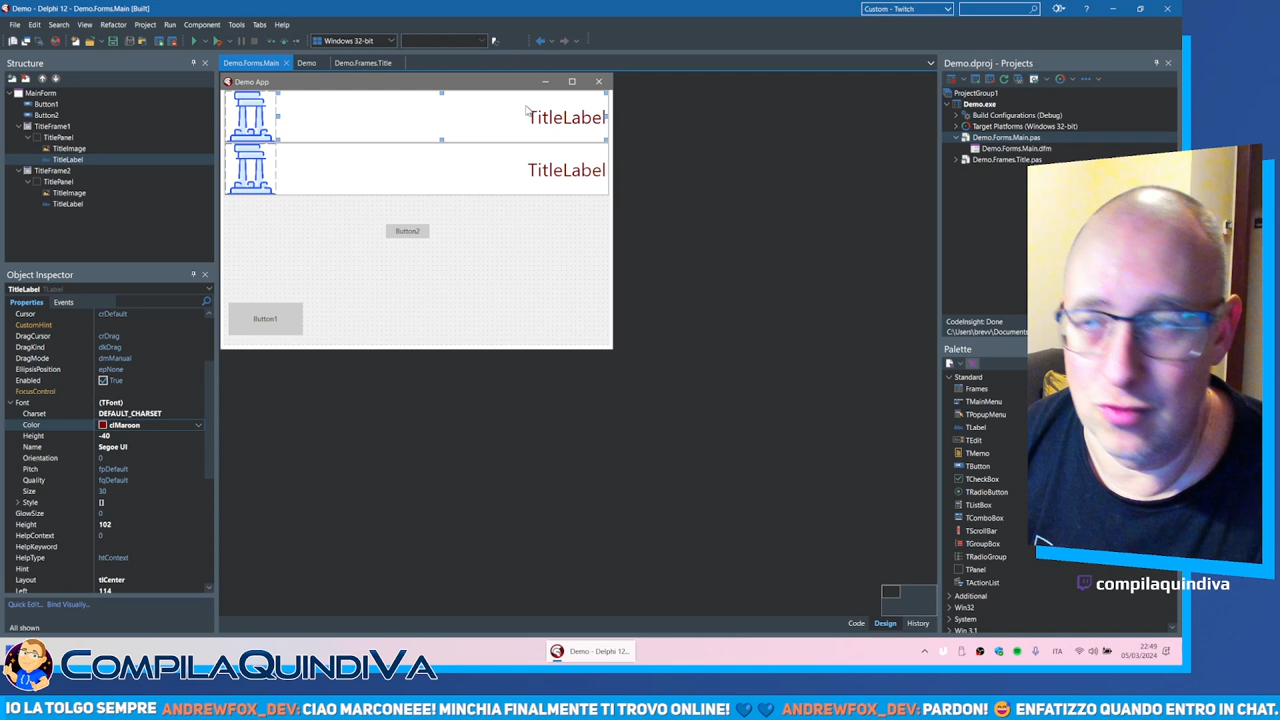 Demo - Delphi 12 - Demo.Forms.Main [Built]
Custom - Twitch
File Edit Search View Refactor Project Run Component Tools Tabs Help
Windows 32-bit
Structure
MainForm
Button1
Button2
TitleFrame1
TitlePanel
TitleImage
TitleLabel
TitleFrame2
TitlePanel
TitleImage
TitleLabel
Object Inspector
TitleLabel TLabel
Properties Events
Cursor crDefault
CustomHint
DragCursor crDrag
DragKind dkDrag
DragMode dmManual
EllipsisPosition epNone
Enabled True
FocusControl
Font (TFont)
Charset DEFAULT_CHARSET
Color clMaroon
Height -40
Name Segoe UI
Orientation 0
Pitch fpDefault
Quality fqDefault
Size 30
Style []
GlowSize 0
Height 102
HelpContext 0
HelpKeyword
HelpType htContext
Hint
Layout tlCenter
Left 114
Quick Edit... Bind Visually...
All shown
Demo.Forms.Main Demo Demo.Frames.Title
Demo App
TitleLabel
TitleLabel
Button2
Button1
Code Design History
Demo.dproj - Projects
ProjectGroup1
Demo.exe
Build Configurations (Debug)
Target Platforms (Windows 32-bit)
Demo.Forms.Main.pas
Demo.Forms.Main.dfm
Demo.Frames.Title.pas
CodeInsight: Done
C:\Users\brevv\Documents
Palette
Standard
Frames
TMainMenu
TPopupMenu
TLabel
TEdit
TMemo
TButton
TCheckBox
TRadioButton
TListBox
TComboBox
TScrollBar
TGroupBox
TRadioGroup
TPanel
TActionList
Additional
Win32
System
Win 3.1
compilaquindiva
Demo - Delphi 12...
ITA
22:49
05/03/2024
COMPILAQUINDIVA
IO LA TOLGO SEMPRE ANDREWFOX_DEV: CIAO MARCONEEE! MINCHIA FINALMENTE TI TROVO ONLINE! 💙 💙 ANDREWFOX_DEV: PARDON! 😄 ENFATIZZO QUANDO ENTRO IN CHAT.